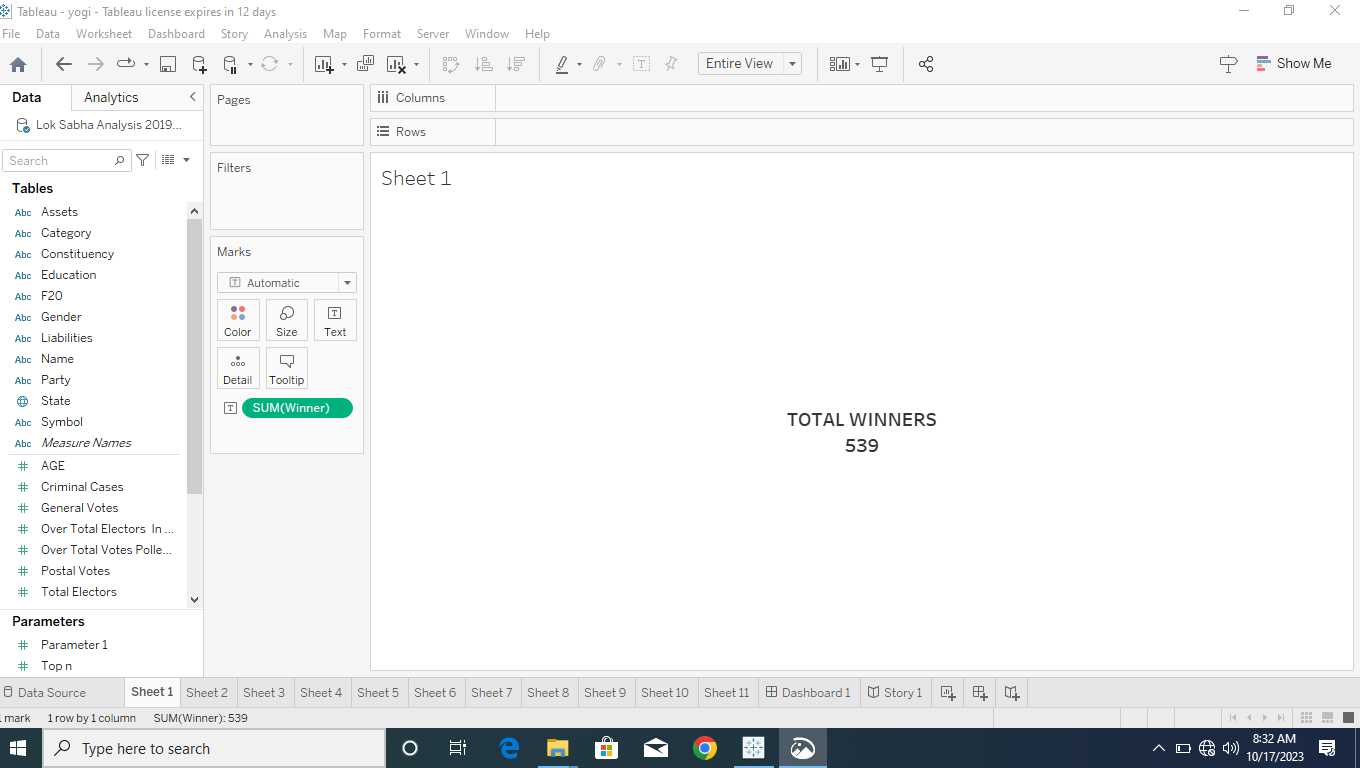 Tableau - yogi - Tableau license expires in 12 days
File Data Worksheet Dashboard Story Analysis Map Format Server Window Help
Entire View
Show Me
Data Analytics
Lok Sabha Analysis 2019...
Search
Tables
Abc Assets
Abc Category
Abc Constituency
Abc Education
Abc F20
Abc Gender
Abc Liabilities
Abc Name
Abc Party
State
Abc Symbol
Abc Measure Names
# AGE
# Criminal Cases
# General Votes
# Over Total Electors In ...
# Over Total Votes Polle...
# Postal Votes
# Total Electors
Parameters
# Parameter 1
# Top n
Pages
Filters
Marks
T Automatic
Color Size Text
Detail Tooltip
T SUM(Winner)
Columns
Rows
Sheet 1
TOTAL WINNERS
539
Data Source Sheet 1 Sheet 2 Sheet 3 Sheet 4 Sheet 5 Sheet 6 Sheet 7 Sheet 8 Sheet 9 Sheet 10 Sheet 11 Dashboard 1 Story 1
1 mark 1 row by 1 column SUM(Winner): 539
Type here to search
8:32 AM
10/17/2023